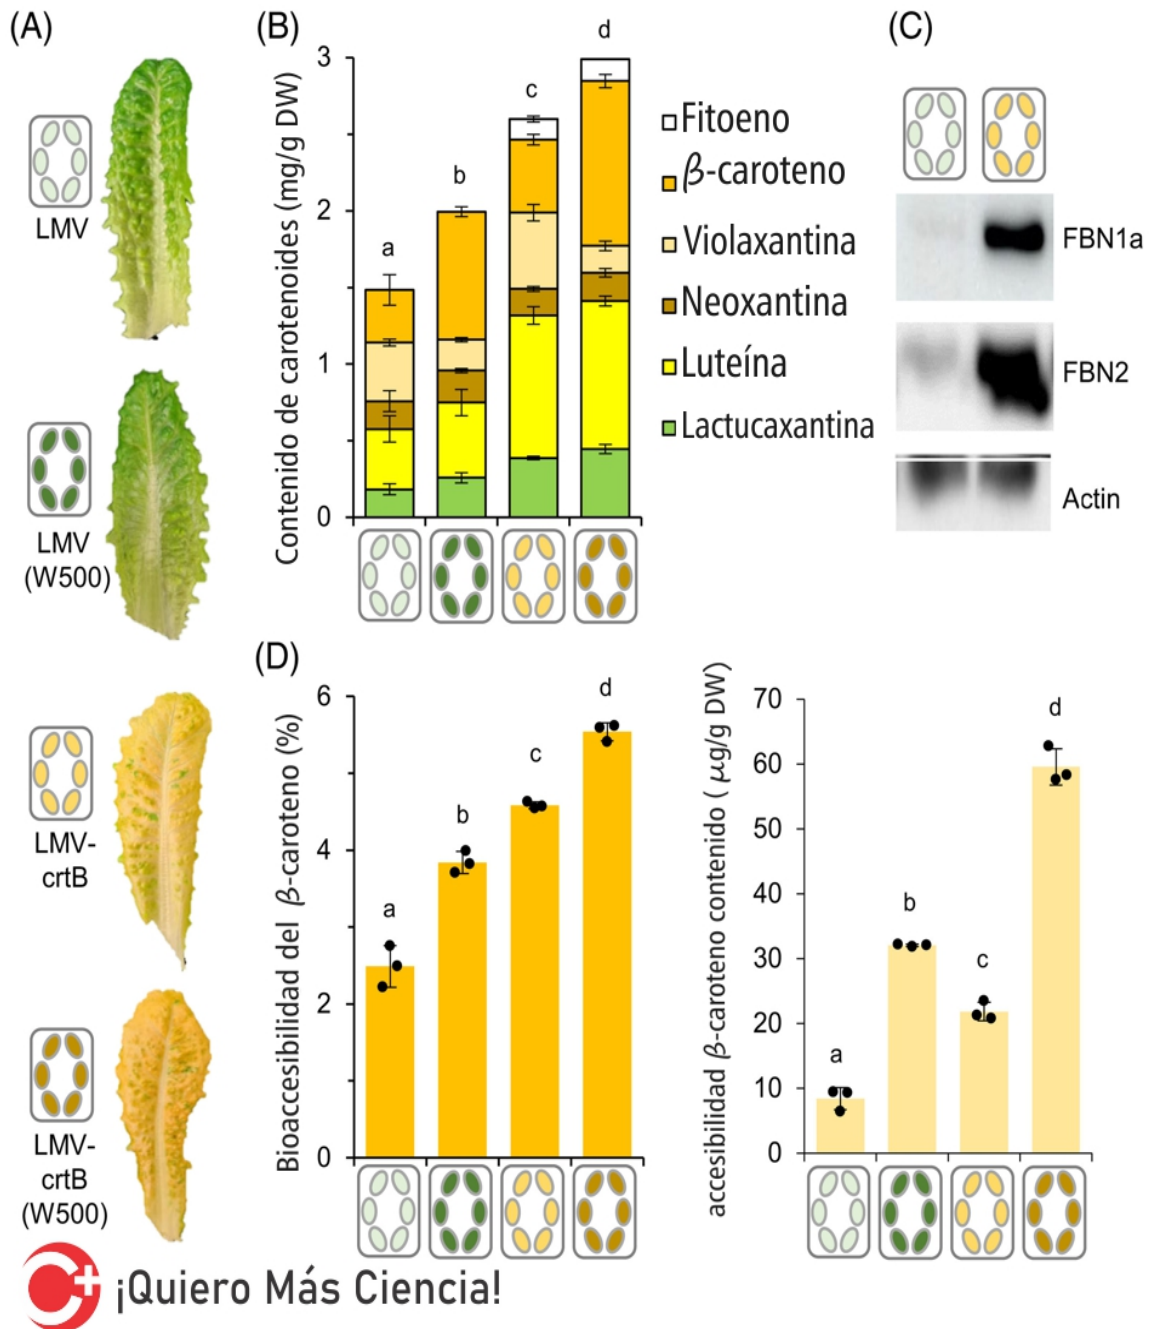 (A)
LMV
LMV
(W500)
LMV-
crtB
LMV-
crtB
(W500)
(B)
Contenido de carotenoides (mg/g DW)
3
2
1
0
a
b
c
d
Fitoeno
β-caroteno
Violaxantina
Neoxantina
Luteína
Lactucaxantina
(C)
FBN1a
FBN2
Actin
(D)
Bioaccesibilidad del β-caroteno (%)
6
4
2
0
a
b
c
d
accesibilidad β-caroteno contenido ( µg/g DW)
70
60
50
40
30
20
10
0
a
b
c
d
C+
¡Quiero Más Ciencia!